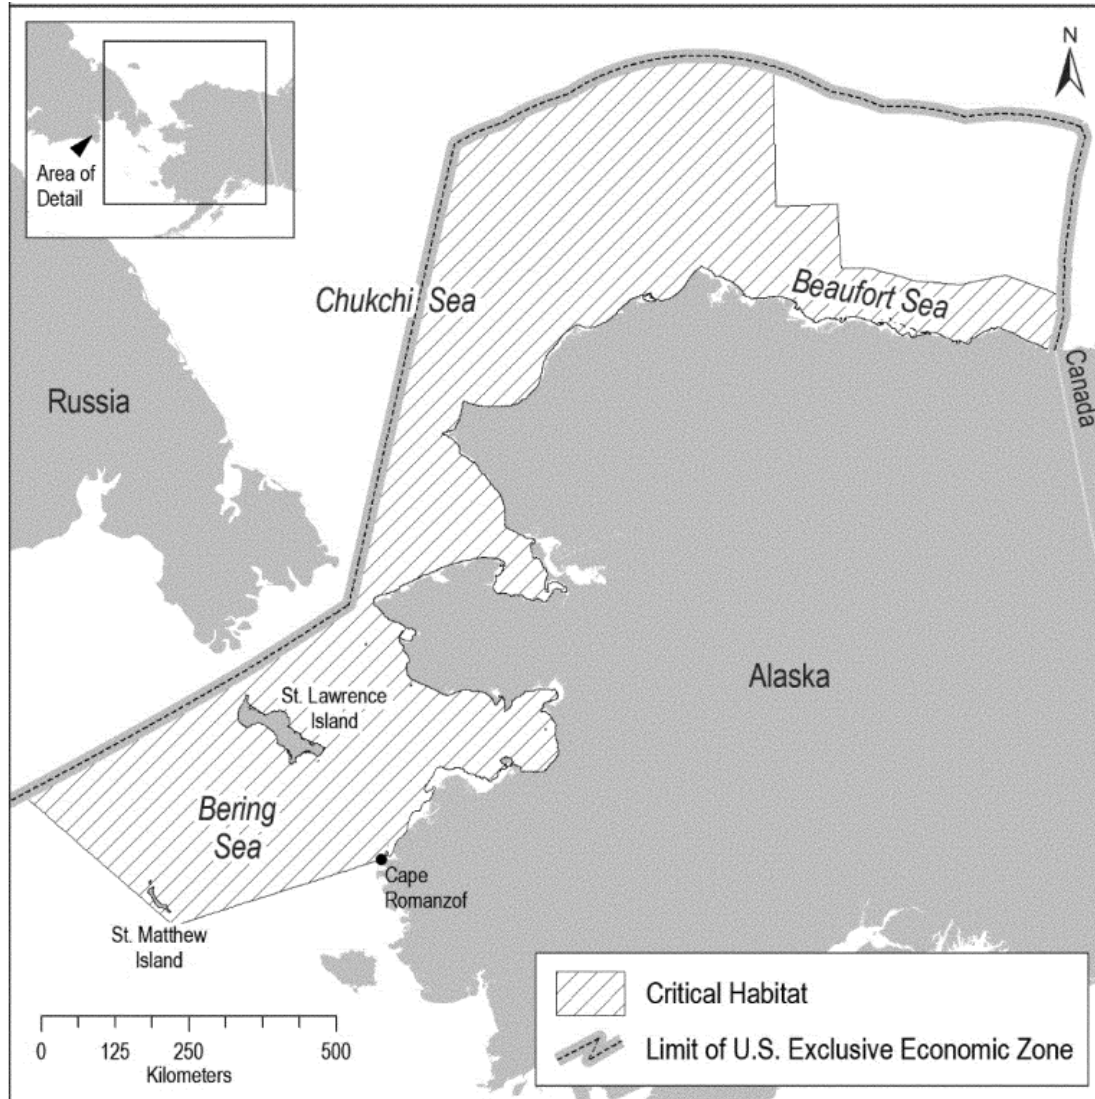 N
Area of
Detail
Chukchi Sea
Beaufort Sea
Russia
Canada
Alaska
St. Lawrence
Island
Bering
Sea
Cape
Romanzof
St. Matthew
Island
Critical Habitat
Limit of U.S. Exclusive Economic Zone
0 125 250 500
Kilometers